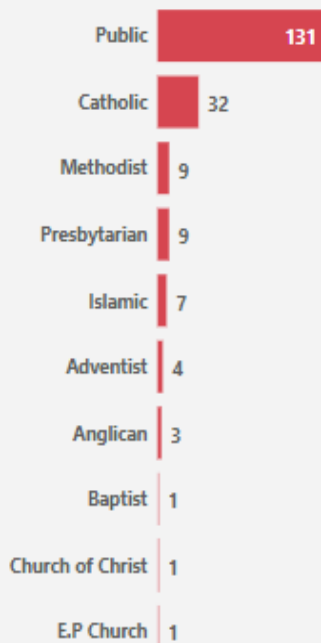 Public 131
Catholic 32
Methodist 9
Presbytarian 9
Islamic 7
Adventist 4
Anglican 3
Baptist 1
Church of Christ 1
E.P Church 1